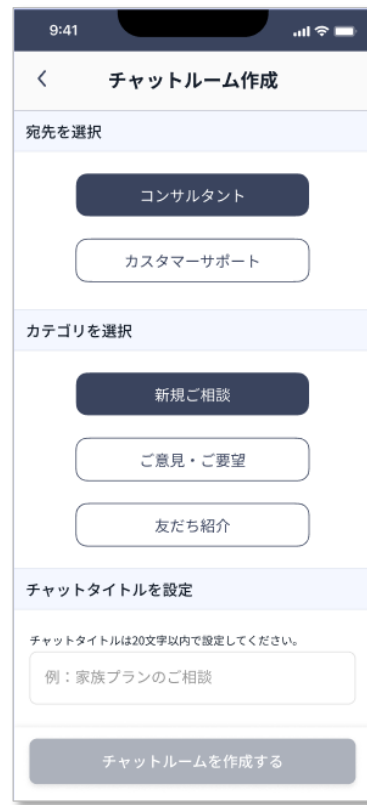 9:41
チャットルーム作成
宛先を選択
コンサルタント
カスタマーサポート
カテゴリを選択
新規ご相談
ご意見・ご要望
友だち紹介
チャットタイトルを設定
チャットタイトルは20文字以内で設定してください。
例：家族プランのご相談
チャットルームを作成する